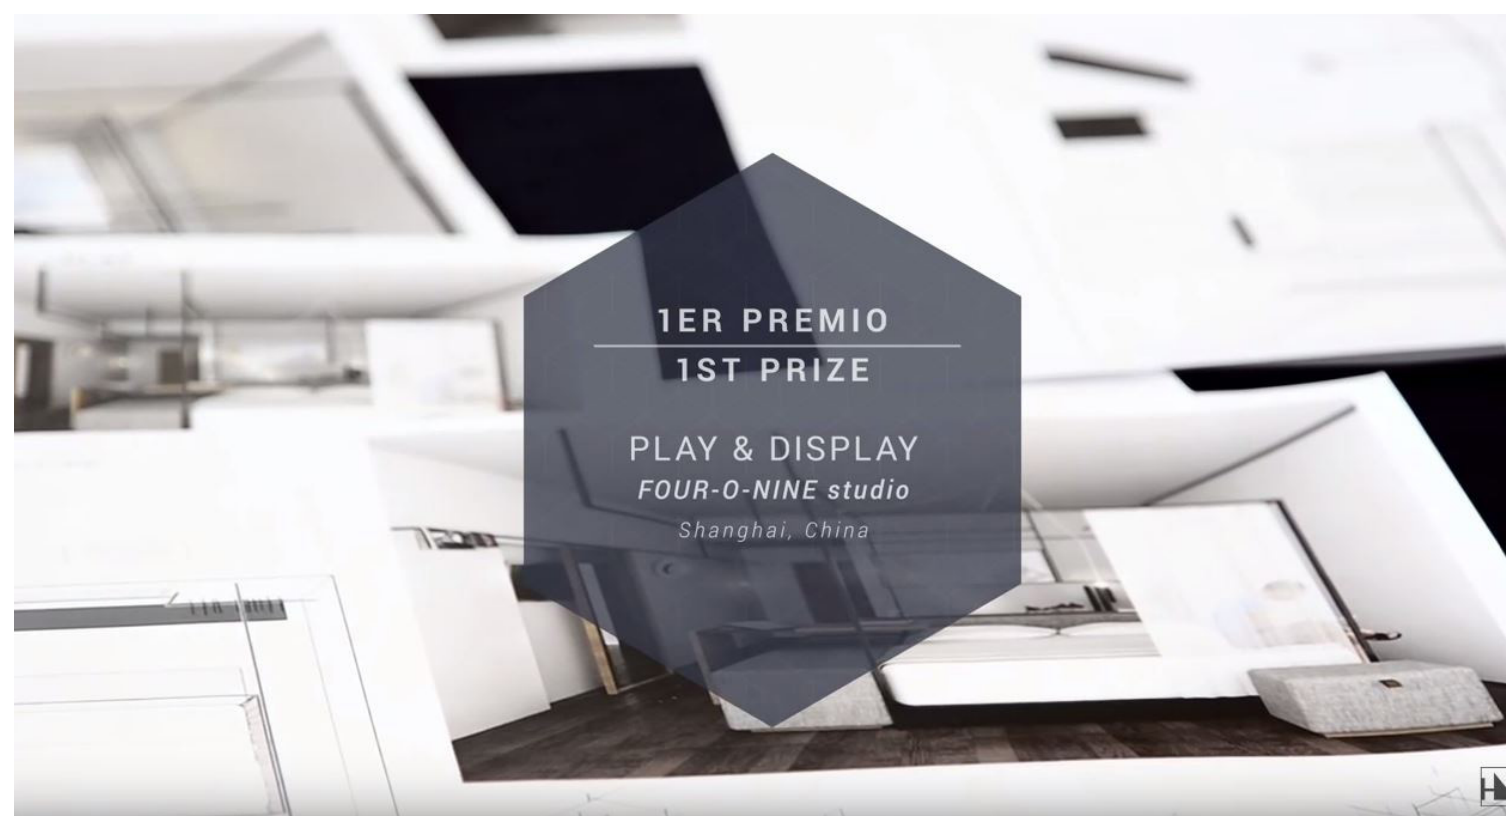 1ER PREMIO
1ST PRIZE
PLAY & DISPLAY
FOUR-O-NINE studio
Shanghai, China